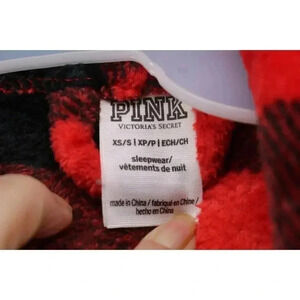 PINK
VICTORIA'S SECRET
XS/S | XP/P | ECH/CH
sleepwear/
vêtements de nuit
made in China / fabriqué en Chine /
hecho en China